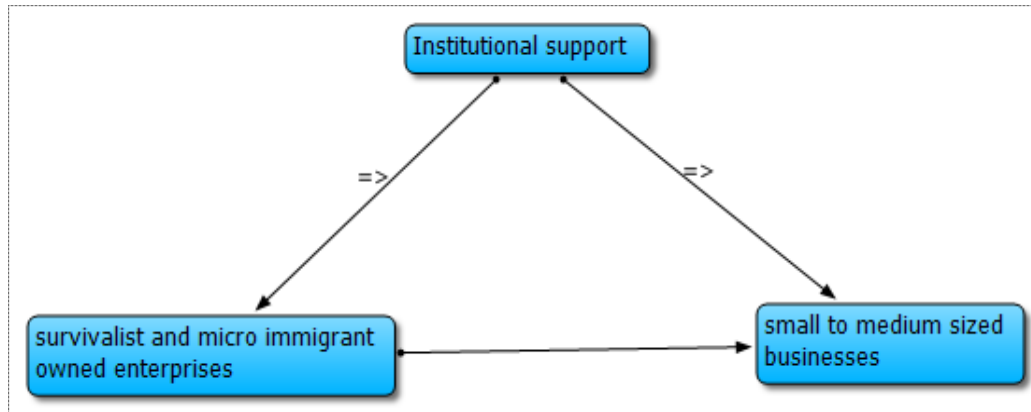 Institutional support
=>
=>
survivalist and micro immigrant
owned enterprises
small to medium sized
businesses